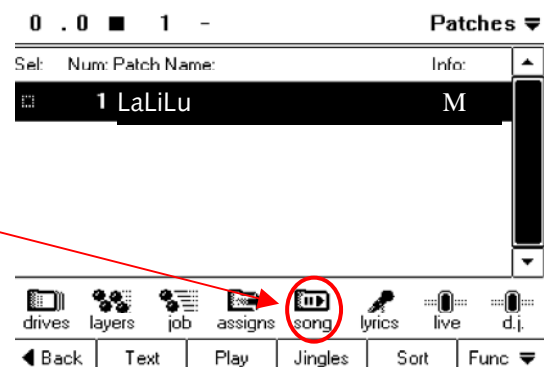 0 .0 ■ 1 - Patches
Sel: Num: Patch Name: Info:
1 LaLiLu M
drives layers job assigns song lyrics live d.j.
Back Text Play Jingles Sort Func